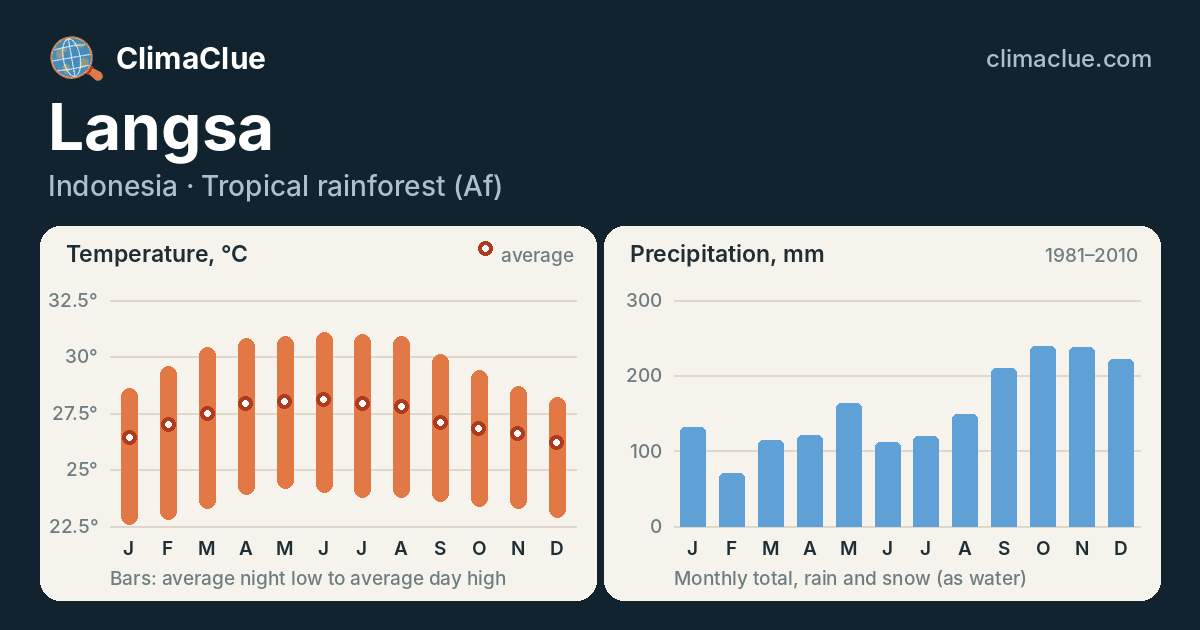 ClimaClue
climaclue.com
Langsa
Indonesia · Tropical rainforest (Af)
Temperature, °C
average
32.5°
30°
27.5°
25°
22.5°
J F M A M J J A S O N D
Bars: average night low to average day high
Precipitation, mm
1981–2010
300
200
100
0
J F M A M J J A S O N D
Monthly total, rain and snow (as water)